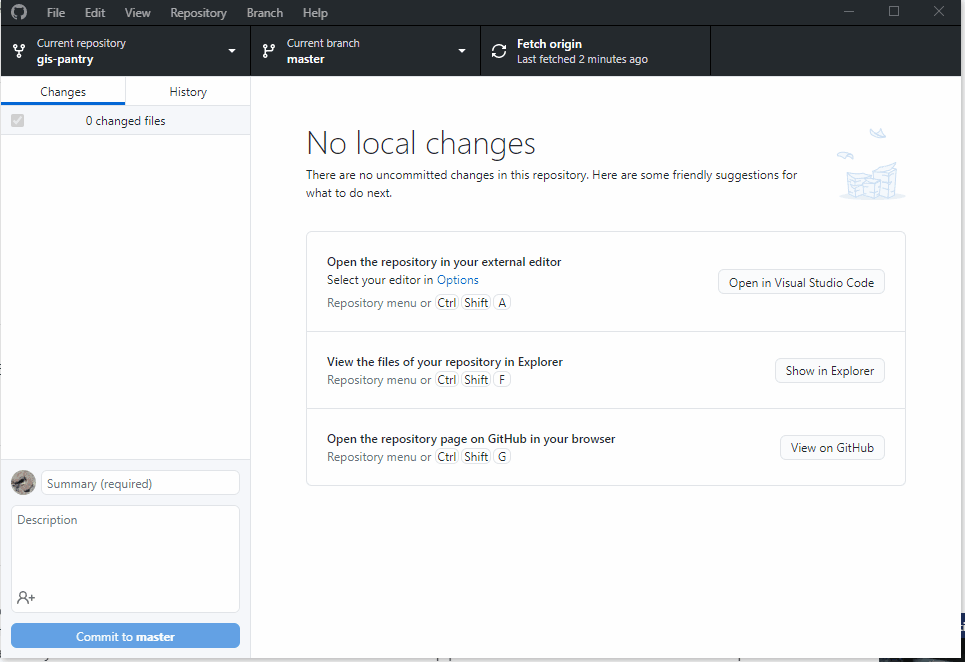 File Edit View Repository Branch Help
Current repository
gis-pantry
Current branch
master
Fetch origin
Last fetched 2 minutes ago
Changes History
0 changed files
No local changes
There are no uncommitted changes in this repository. Here are some friendly suggestions for
what to do next.
Open the repository in your external editor
Select your editor in Options
Repository menu or Ctrl Shift A
Open in Visual Studio Code
View the files of your repository in Explorer
Repository menu or Ctrl Shift F
Show in Explorer
Open the repository page on GitHub in your browser
Repository menu or Ctrl Shift G
View on GitHub
Summary (required)
Description
Commit to master